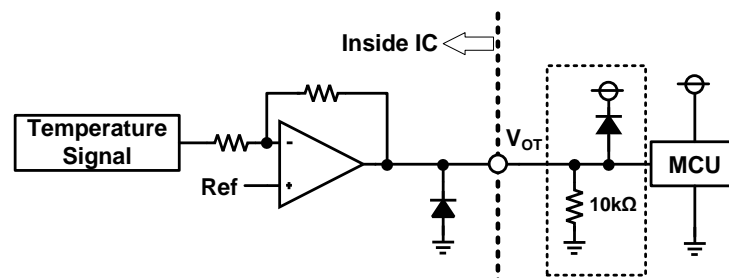 Inside IC
Temperature
Signal
Ref
-
+
V_OT
10kΩ
MCU